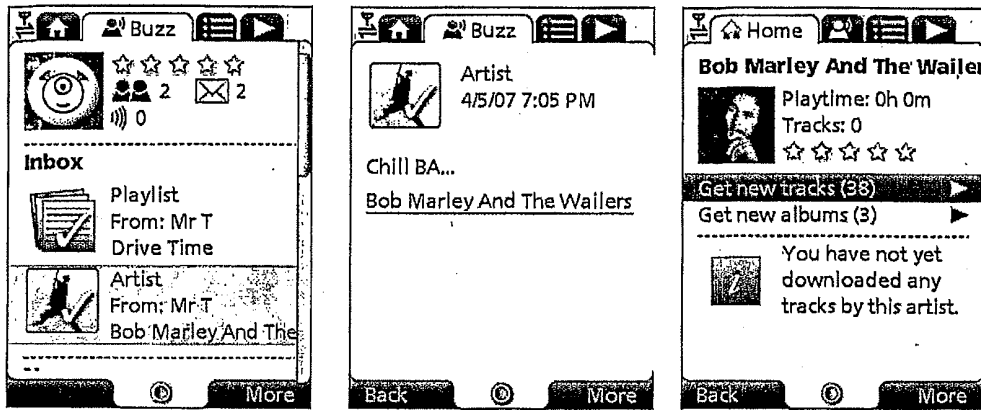 Buzz
2 2
0
Inbox
Playlist
From: Mr T
Drive Time
Artist
From: Mr T
Bob Marley And The
More
Buzz
Artist
4/5/07 7:05 PM
Chill BA...
Bob Marley And The Wailers
Back More
Home
Bob Marley And The Wailer
Playtime: 0h 0m
Tracks: 0
Get new tracks (38)
Get new albums (3)
You have not yet
downloaded any
tracks by this artist.
Back More